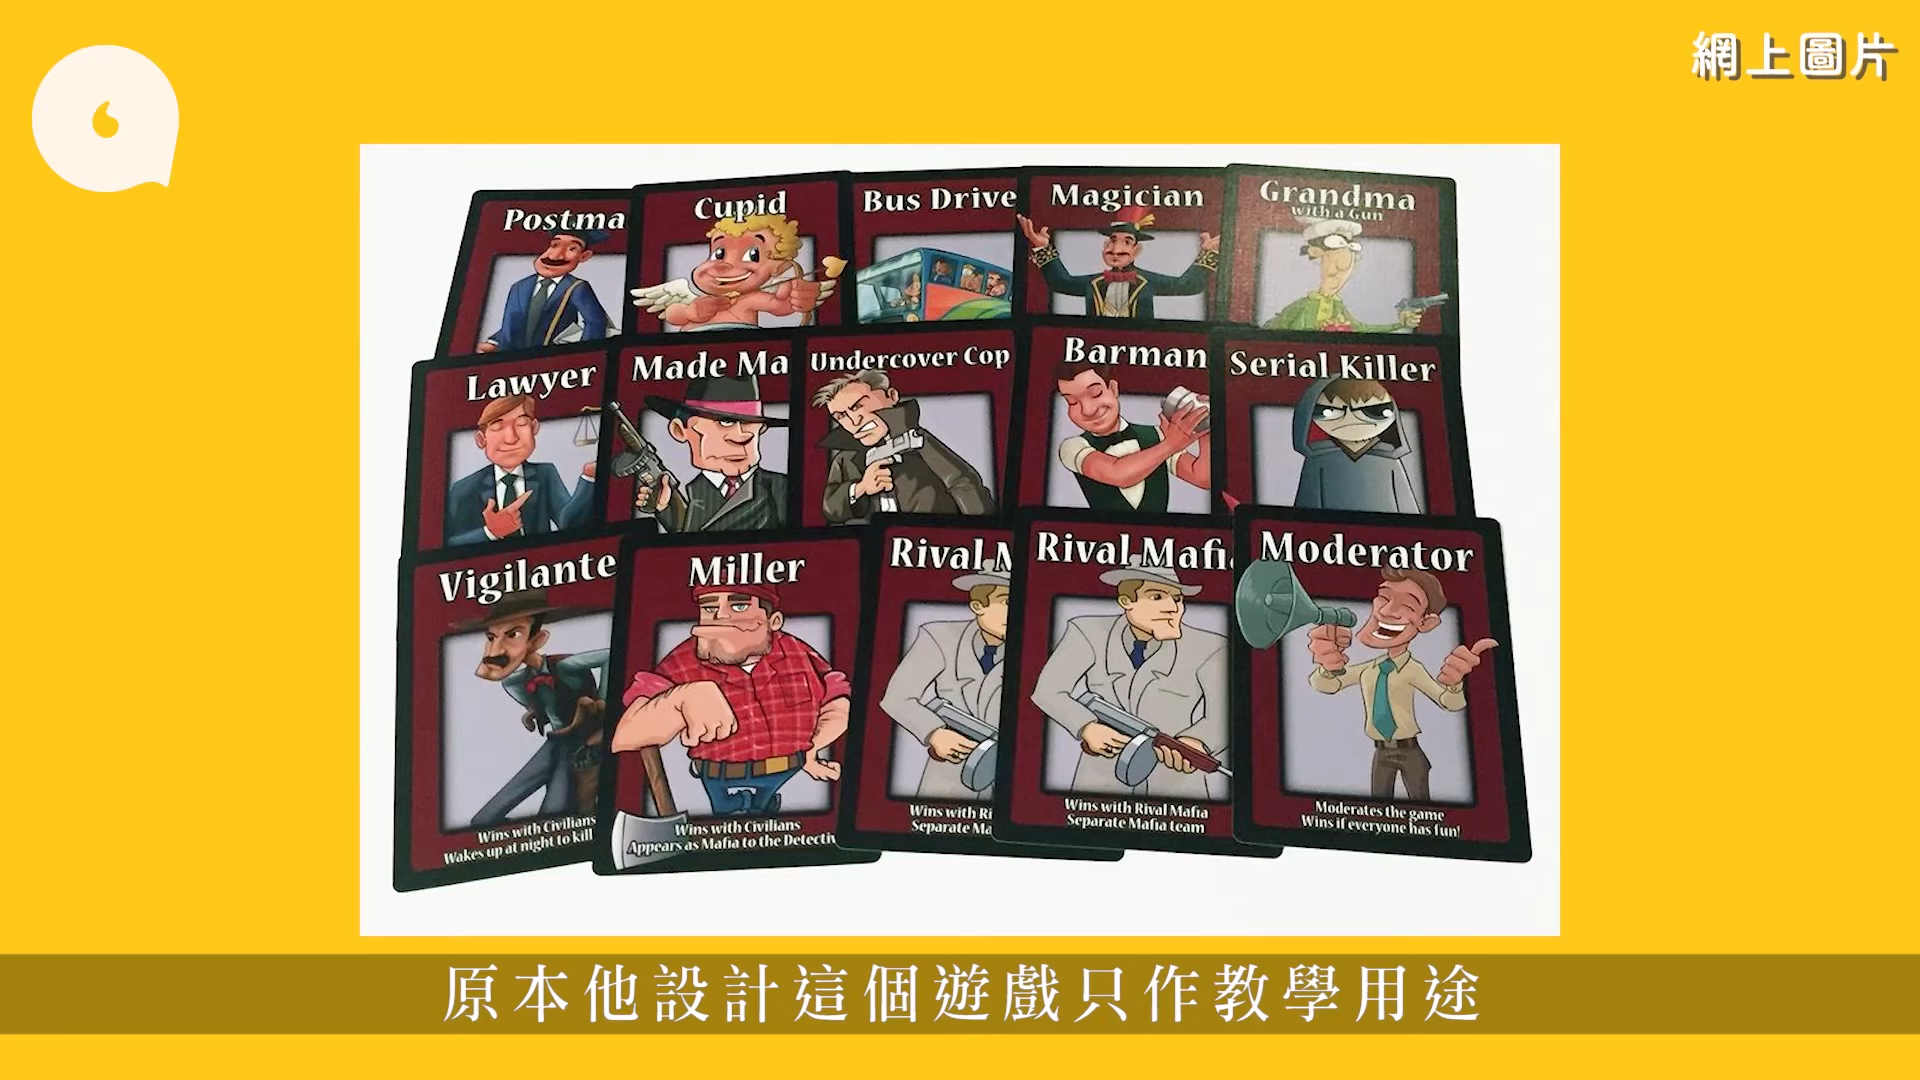 網上圖片
Postma
Cupid
Bus Drive
Magician
Grandma
with a Gun
Lawyer
Made Ma
Undercover Cop
Barman
Serial Killer
Vigilante
Wins with Civilians
Wakes up at night to kill
Miller
Wins with Civilians
Appears as Mafia to the Detectiv
Rival M
Wins with Ri
Separate Ma
Rival Mafi
Wins with Rival Mafia
Separate Mafia team
Moderator
Moderates the game
Wins if everyone has fun!
原本他設計這個遊戲只作教學用途